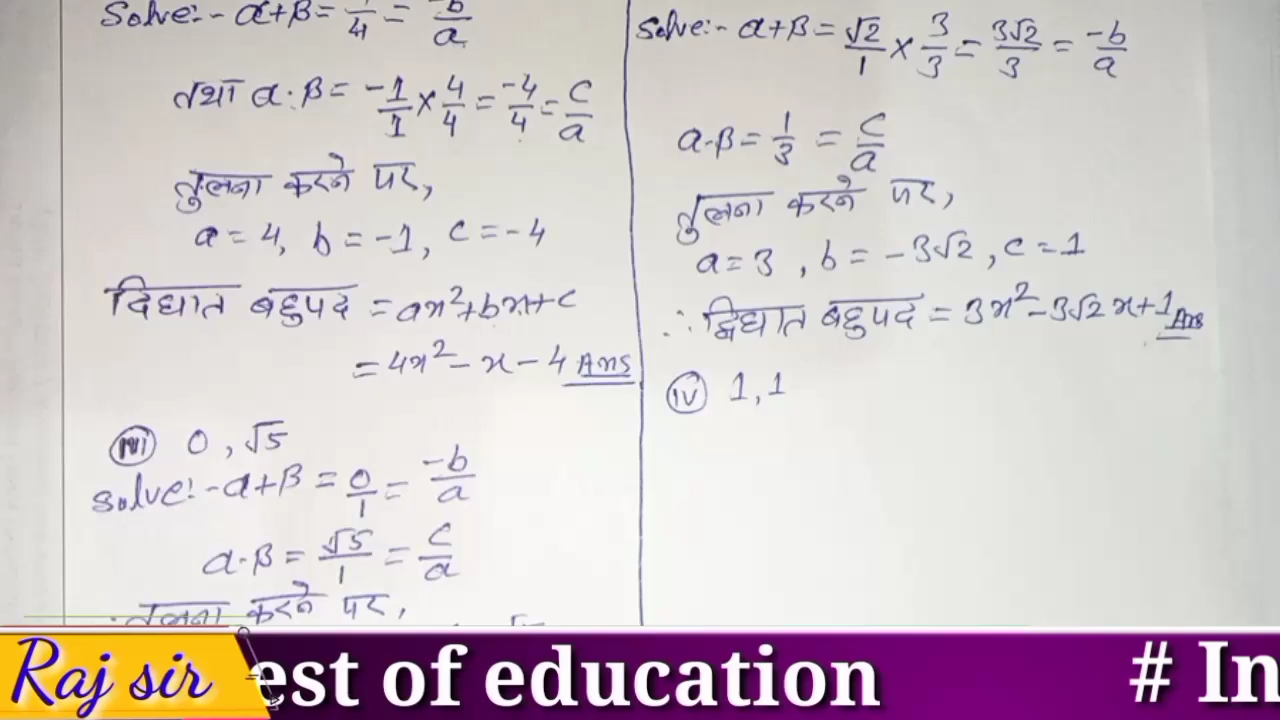 Solve:- α+β = 1/4 = -b/a
तथा α·β = -1/1 × 4/4 = -4/4 = c/a
तुलना करने पर,
a = 4, b = -1, c = -4
द्विघात बहुपद = ax²+bx+c
= 4x² - x - 4 Ans
(iii) 0, √5
Solve:- α+β = 0/1 = -b/a
α·β = √5/1 = c/a
तुलना करने पर,
Solve:- α+β = √2/1 × 3/3 = 3√2/3 = -b/a
α·β = 1/3 = c/a
तुलना करने पर,
a = 3, b = -3√2, c = 1
∴ द्विघात बहुपद = 3x² - 3√2x + 1 Ans
(iv) 1, 1
Raj sir
est of education # In